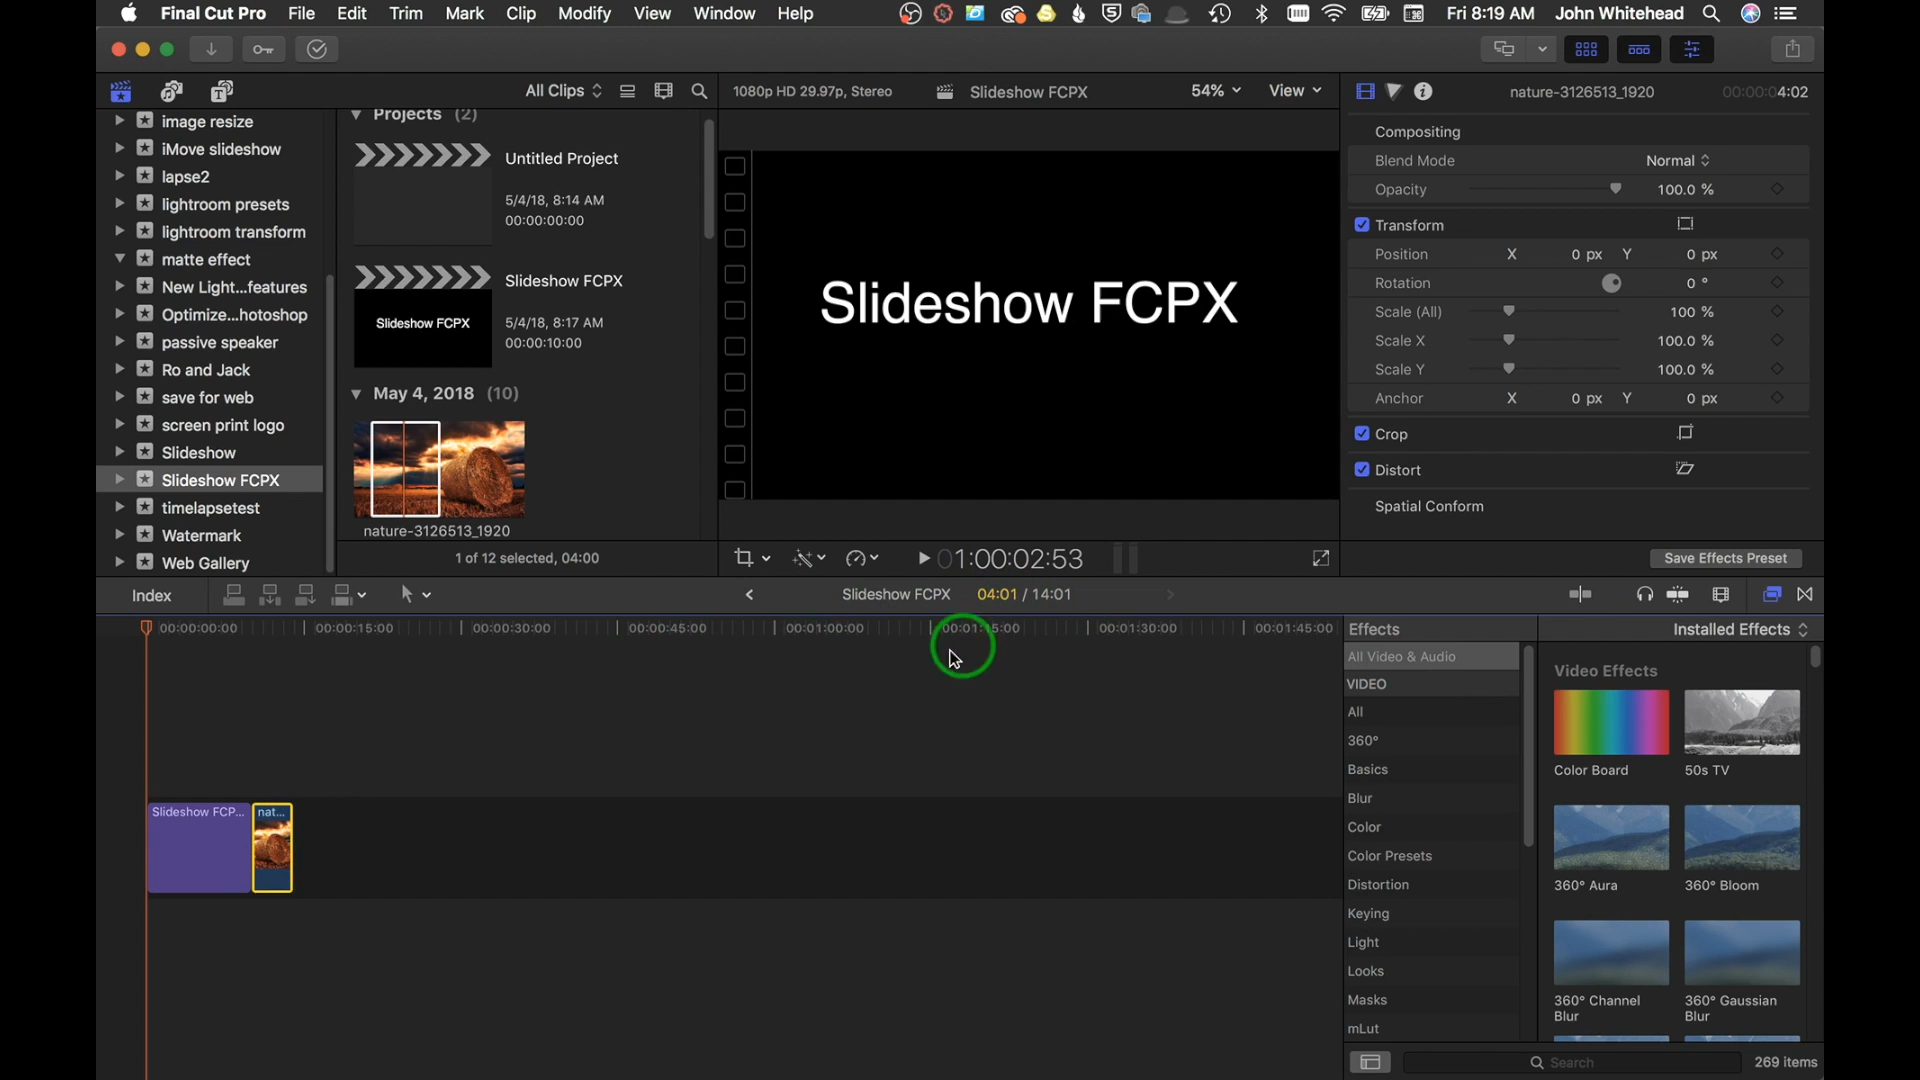 Final Cut Pro File Edit Trim Mark Clip Modify View Window Help Fri 8:19 AM John Whitehead
All Clips 1080p HD 29.97p, Stereo Slideshow FCPX 54% View nature-3126513_1920 00:00:04:02
image resize
iMove slideshow
lapse2
lightroom presets
lightroom transform
matte effect
New Light...features
Optimize...hotoshop
passive speaker
Ro and Jack
save for web
screen print logo
Slideshow
Slideshow FCPX
timelapsetest
Watermark
Web Gallery
Projects (2)
Untitled Project
5/4/18, 8:14 AM
00:00:00:00
Slideshow FCPX
Slideshow FCPX
5/4/18, 8:17 AM
00:00:10:00
May 4, 2018 (10)
nature-3126513_1920
1 of 12 selected, 04:00
Slideshow FCPX
01:00:02:53
Compositing
Blend Mode Normal
Opacity 100.0 %
Transform
Position X 0 px Y 0 px
Rotation 0 °
Scale (All) 100 %
Scale X 100.0 %
Scale Y 100.0 %
Anchor X 0 px Y 0 px
Crop
Distort
Spatial Conform
Save Effects Preset
Index Slideshow FCPX 04:01 / 14:01
00:00:00:00 00:00:15:00 00:00:30:00 00:00:45:00 00:01:00:00 00:01:15:00 00:01:30:00 00:01:45:00
Slideshow FCP... nat...
Effects Installed Effects
All Video & Audio
VIDEO
All
360°
Basics
Blur
Color
Color Presets
Distortion
Keying
Light
Looks
Masks
mLut
Video Effects
Color Board 50s TV
360° Aura 360° Bloom
360° Channel Blur
360° Gaussian Blur
Search 269 items